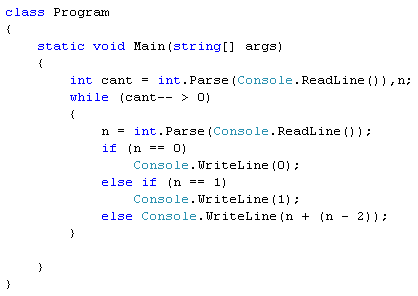 class Program
{
    static void Main(string[] args)
    {
        int cant = int.Parse(Console.ReadLine()),n;
        while (cant-- > 0)
        {
            n = int.Parse(Console.ReadLine());
            if (n == 0)
                Console.WriteLine(0);
            else if (n == 1)
                Console.WriteLine(1);
            else Console.WriteLine(n + (n - 2));
        }

    }
}